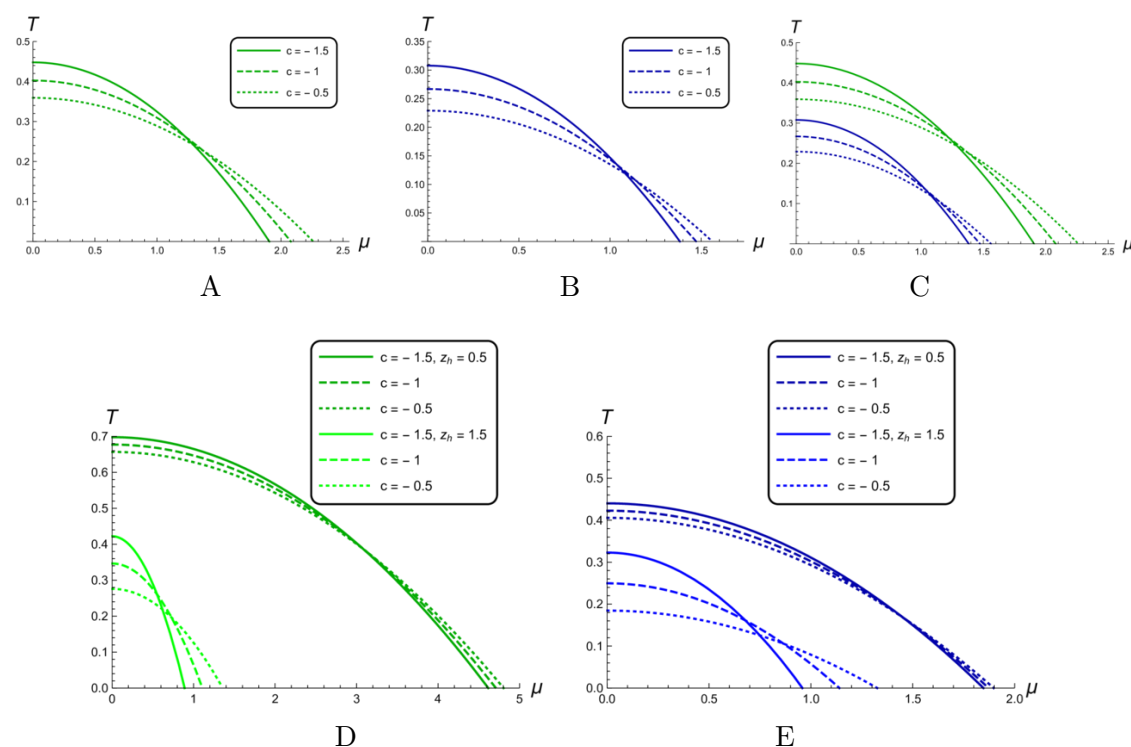 T
0.5
0.4
0.3
0.2
0.1
0.0 0.5 1.0 1.5 2.0 2.5
μ
c = − 1.5
c = − 1
c = − 0.5
A
T
0.35
0.30
0.25
0.20
0.15
0.10
0.05
0.0 0.5 1.0 1.5
μ
c = − 1.5
c = − 1
c = − 0.5
B
T
0.5
0.4
0.3
0.2
0.1
0.0 0.5 1.0 1.5 2.0 2.5
μ
C
c = − 1.5, zh = 0.5
c = − 1
c = − 0.5
c = − 1.5, zh = 1.5
c = − 1
c = − 0.5
T
0.7
0.6
0.5
0.4
0.3
0.2
0.1
0.0
0 1 2 3 4 5
μ
D
c = − 1.5, zh = 0.5
c = − 1
c = − 0.5
c = − 1.5, zh = 1.5
c = − 1
c = − 0.5
T
0.6
0.5
0.4
0.3
0.2
0.1
0.0
0.0 0.5 1.0 1.5 2.0
μ
E